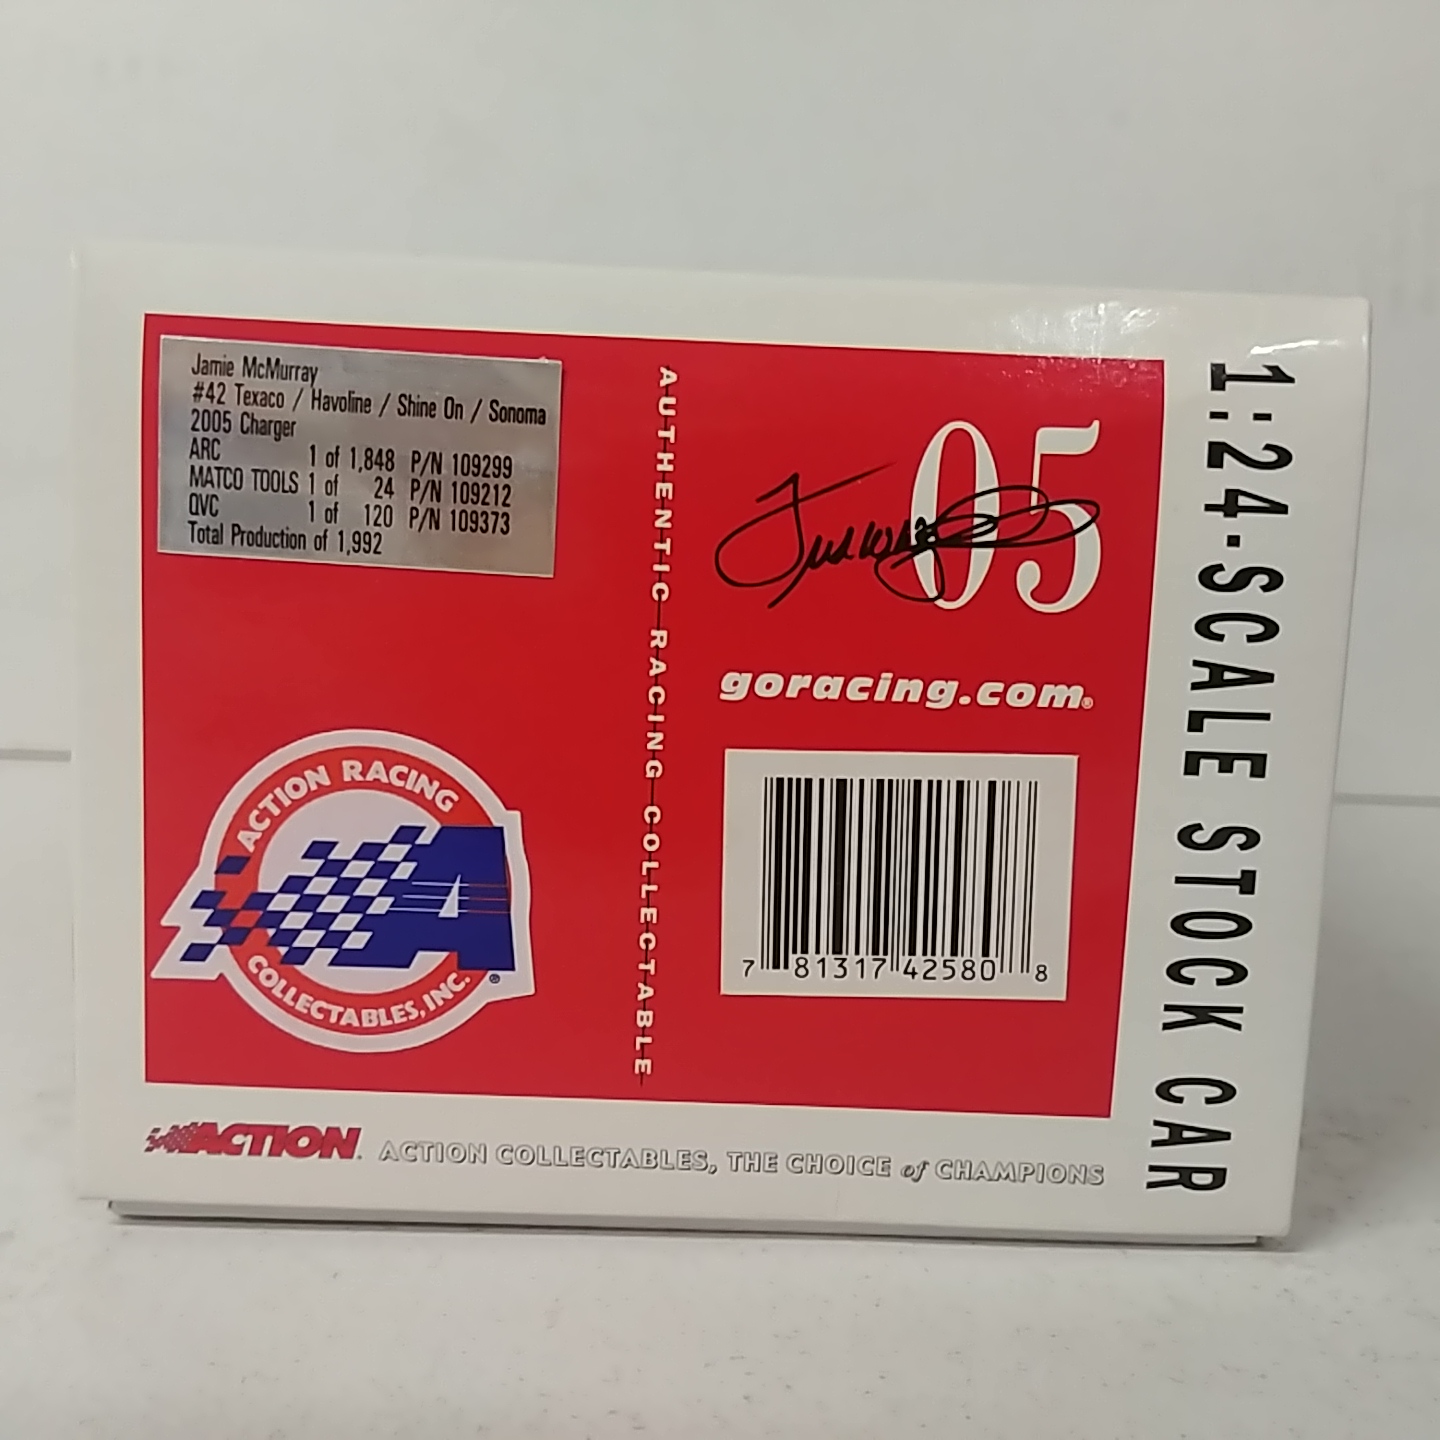 Jamie McMurray
#42 Texaco / Havoline / Shine On / Sonoma
2005 Charger
ARC 1 of 1,848 P/N 109299
MATCO TOOLS 1 of 24 P/N 109212
QVC 1 of 120 P/N 109373
Total Production of 1,992
AUTHENTIC RACING COLLECTABLE
05
goracing.com®
7 81317 42580 8
ACTION RACING
COLLECTABLES, INC.
®
1:24-SCALE STOCK CAR
ACTION.
ACTION COLLECTABLES, THE CHOICE of CHAMPIONS